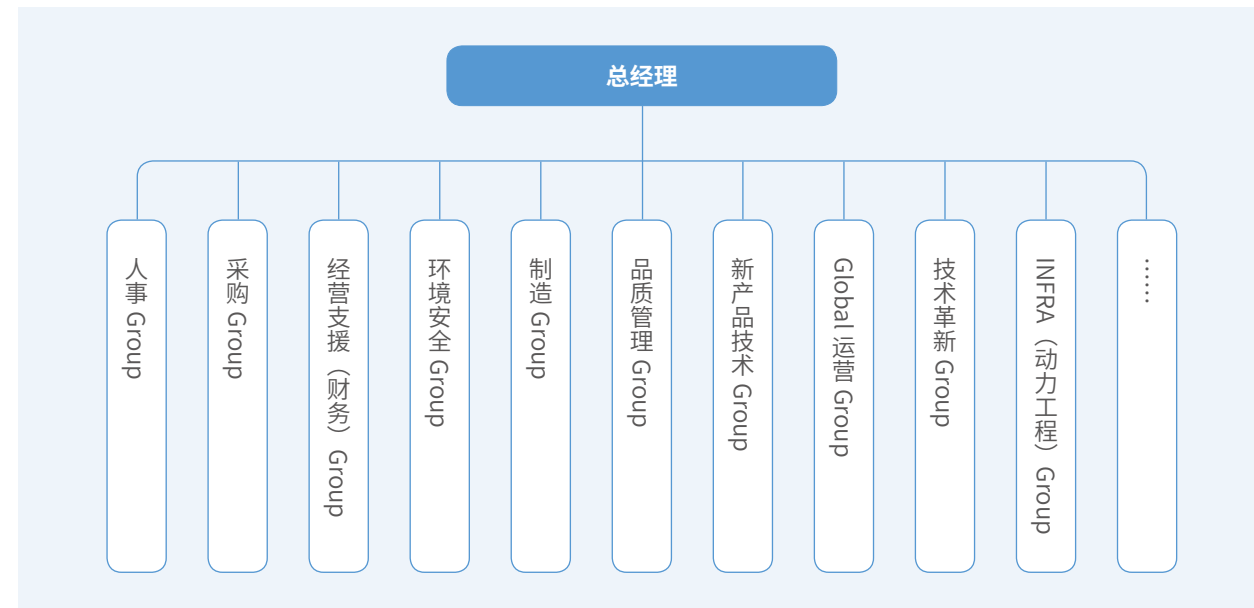 总经理
人事 Group
采购 Group
经营支援（财务）Group
环境安全 Group
制造 Group
品质管理 Group
新产品技术 Group
Global 运营 Group
技术革新 Group
INFRA（动力工程）Group
……